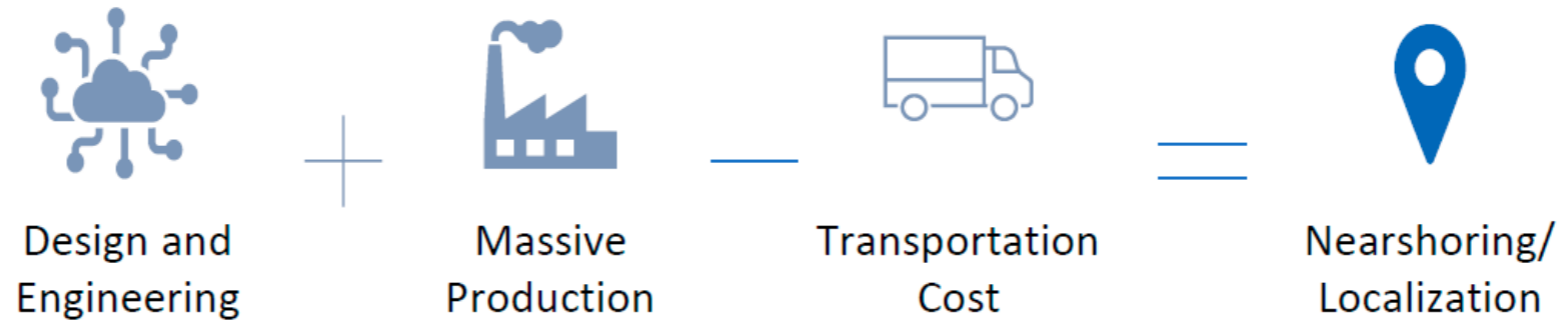 Design and
Engineering
Massive
Production
Transportation
Cost
Nearshoring/
Localization